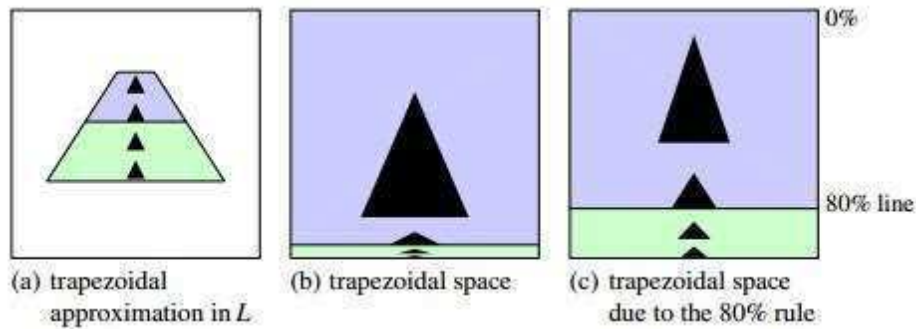 0%
80% line
(a) trapezoidal
approximation in L
(b) trapezoidal space
(c) trapezoidal space
due to the 80% rule